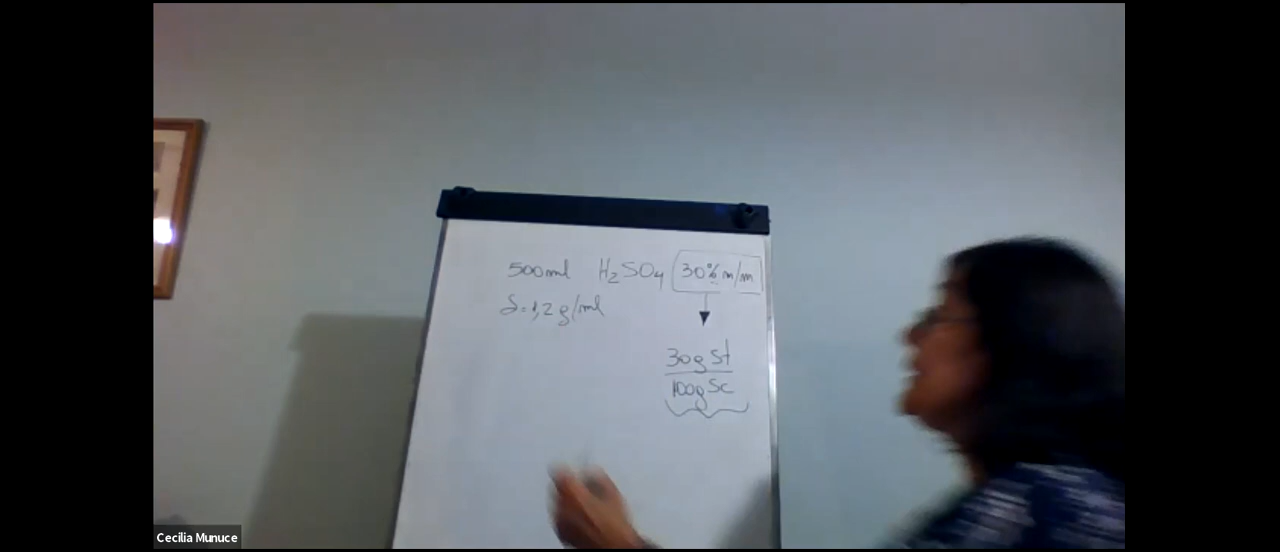 500ml H₂SO₄ 30% m/m
δ=1,2 g/ml
30g St
100g Sc
Cecilia Munuce